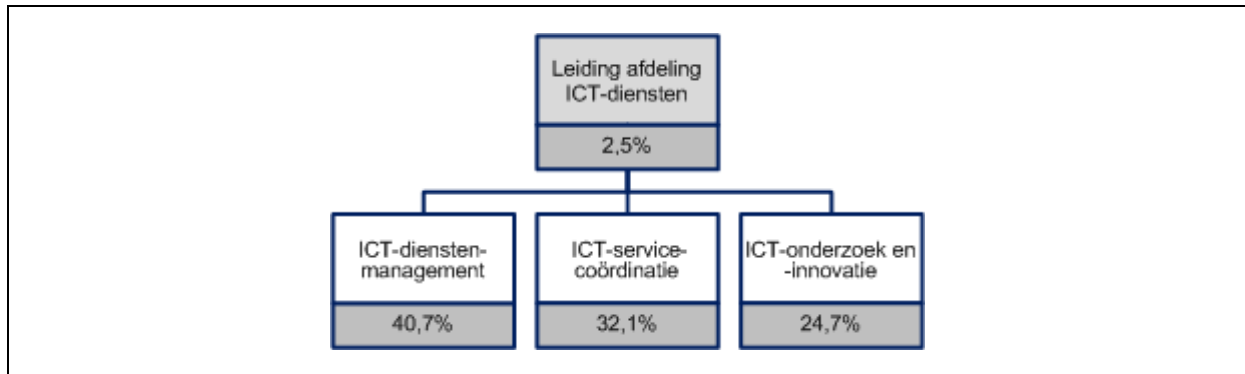 Leiding afdeling
ICT-diensten
2,5%
ICT-diensten-
management
40,7%
ICT-service-
coördinatie
32,1%
ICT-onderzoek en
-innovatie
24,7%